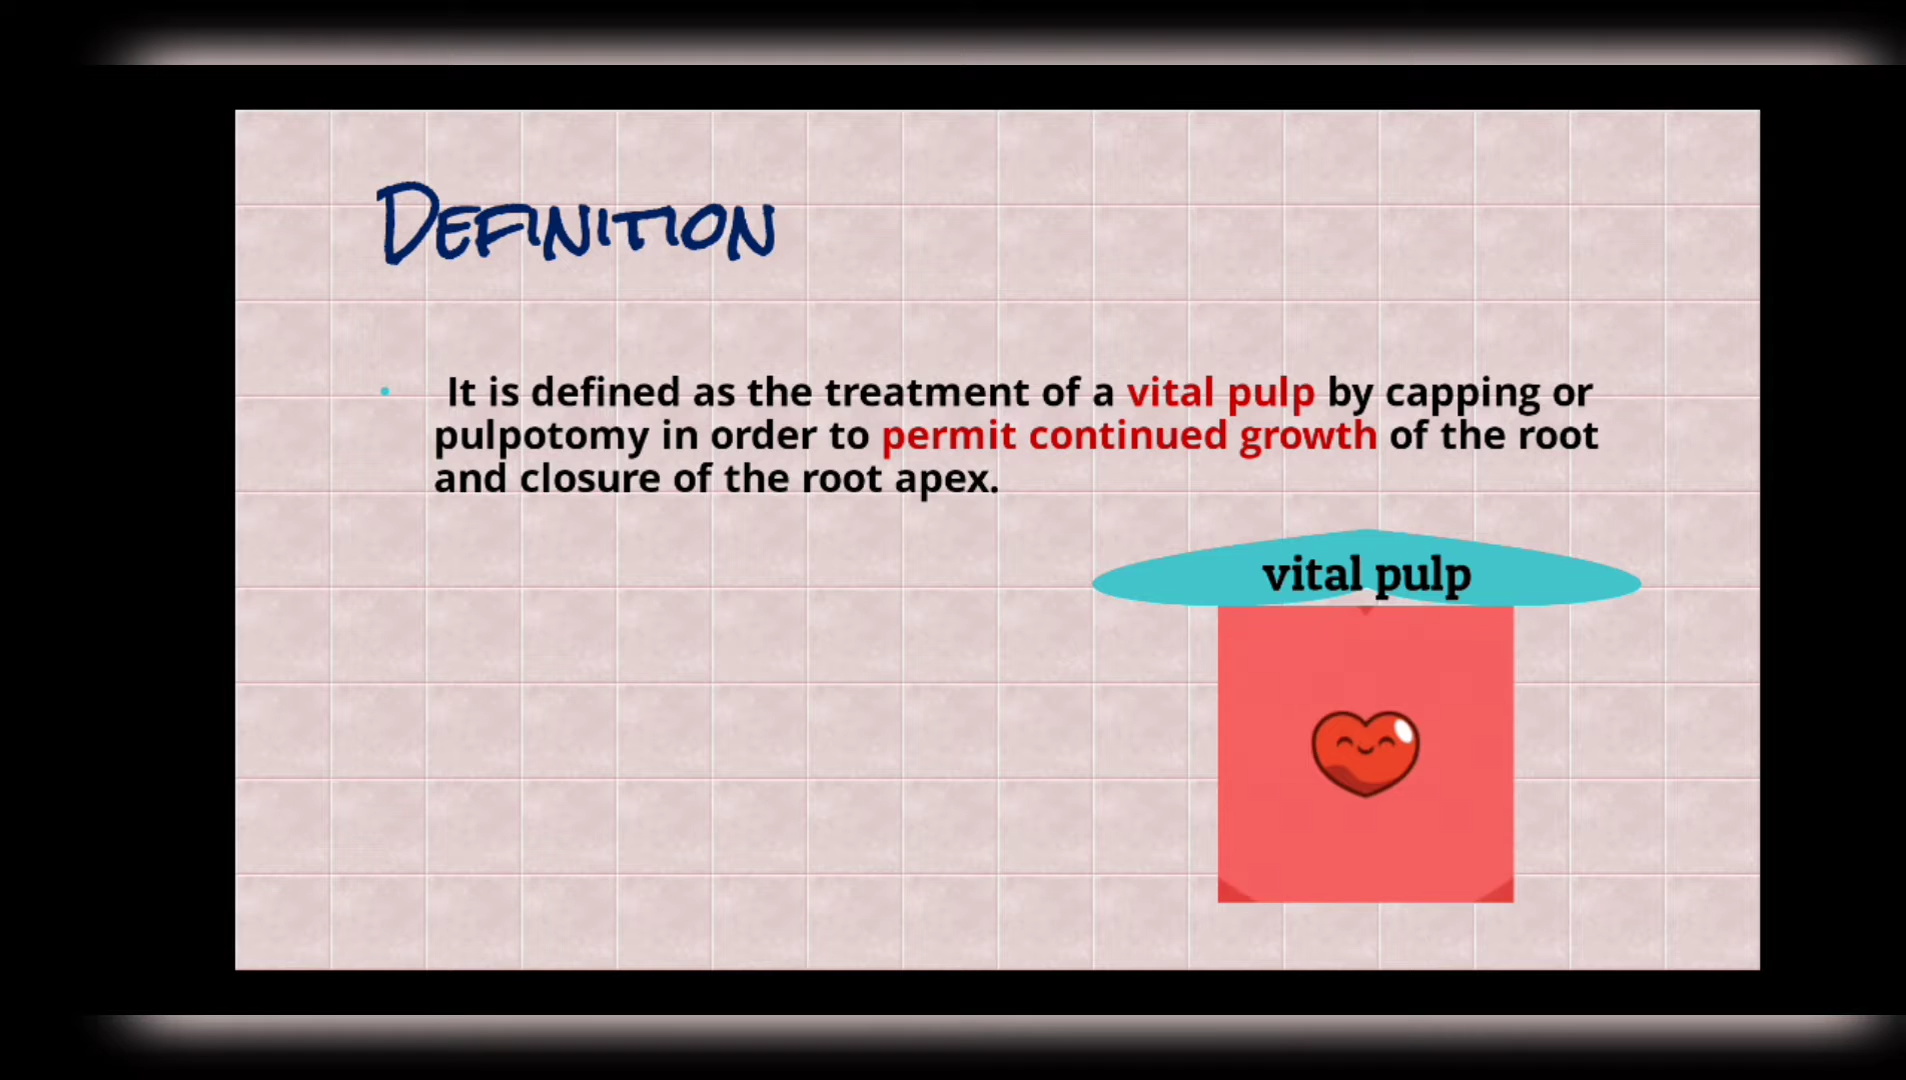 Definition
• It is defined as the treatment of a vital pulp by capping or
pulpotomy in order to permit continued growth of the root
and closure of the root apex.
vital pulp